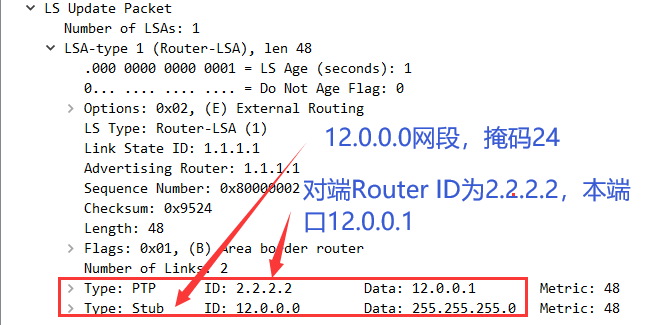 LS Update Packet
Number of LSAs: 1
LSA-type 1 (Router-LSA), len 48
.000 0000 0000 0001 = LS Age (seconds): 1
0... .... .... .... = Do Not Age Flag: 0
Options: 0x02, (E) External Routing
LS Type: Router-LSA (1)
Link State ID: 1.1.1.1
12.0.0.0网段，掩码24
Advertising Router: 1.1.1.1
Sequence Number: 0x80000002
对端Router ID为2.2.2.2，本端
口12.0.0.1
Checksum: 0x9524
Length: 48
Flags: 0x01, (B) Area border router
Number of Links: 2
Type: PTP ID: 2.2.2.2 Data: 12.0.0.1 Metric: 48
Type: Stub ID: 12.0.0.0 Data: 255.255.255.0 Metric: 48